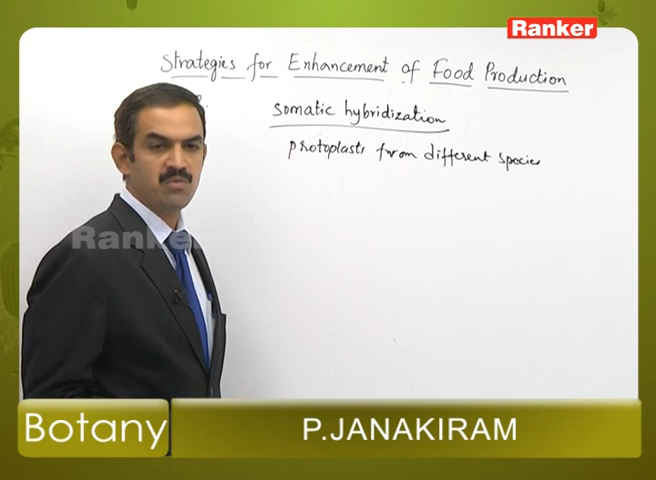 Ranker
Strategies for Enhancement of Food Production
somatic hybridization
Protoplasts from different species
Ranker
Botany
P.JANAKIRAM